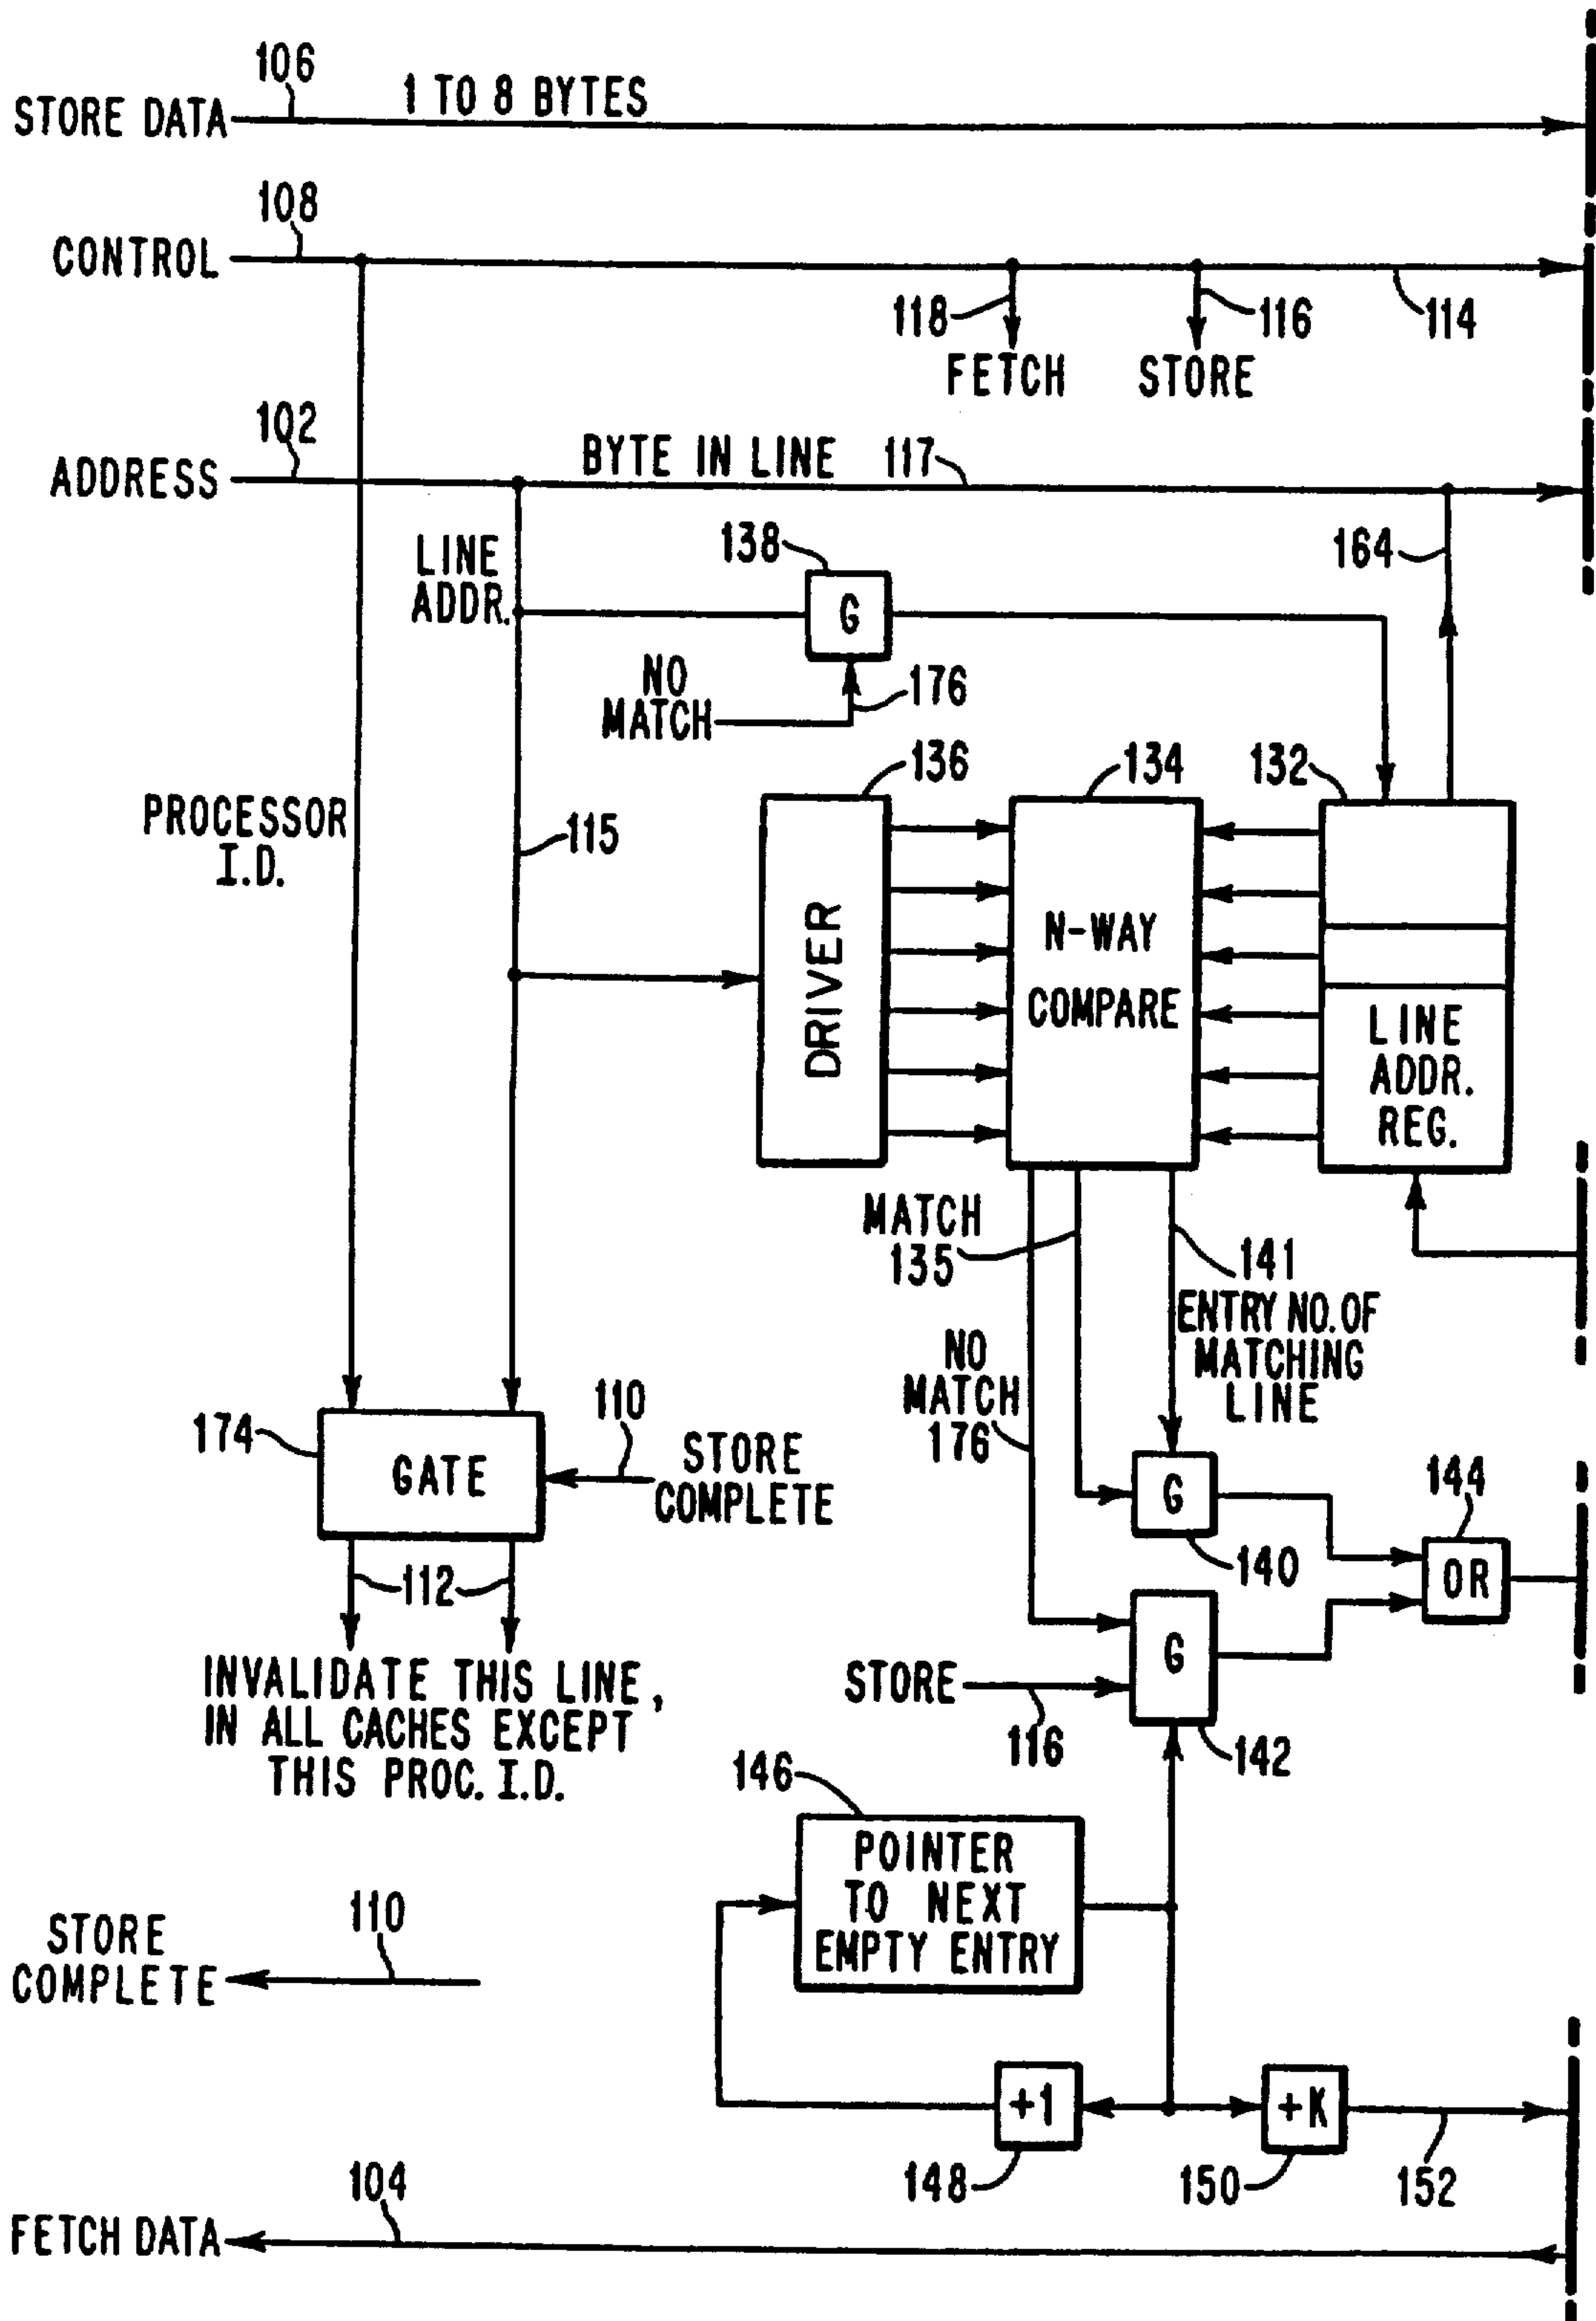 106
1 TO 8 BYTES
STORE DATA
108
CONTROL
118
116
114
FETCH
STORE
102
ADDRESS
BYTE IN LINE 117
LINE
ADDR.
138
164
G
NO
MATCH
176
136
134
132
PROCESSOR
I.D.
115
DRIVER
N-WAY
COMPARE
LINE
ADDR.
REG.
MATCH
135
141
ENTRY NO. OF
MATCHING
LINE
NO
MATCH
176
174
GATE
110
STORE
COMPLETE
G
140
144
OR
112
INVALIDATE THIS LINE,
IN ALL CACHES EXCEPT
THIS PROC. I.D.
G
STORE
116
142
146
POINTER
TO NEXT
EMPTY ENTRY
110
STORE
COMPLETE
+1
+K
148
150
152
104
FETCH DATA